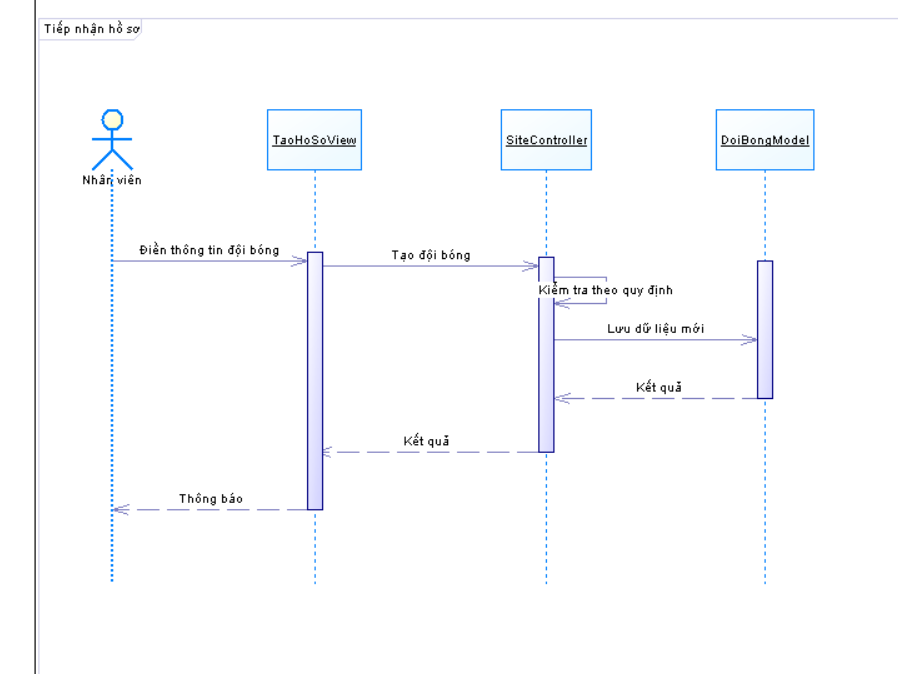 Tiếp nhận hồ sơ
TaoHoSoView
SiteController
DoiBongModel
Nhân viên
Điền thông tin đội bóng
Tạo đội bóng
Kiểm tra theo quy định
Lưu dữ liệu mới
Kết quả
Kết quả
Thông báo